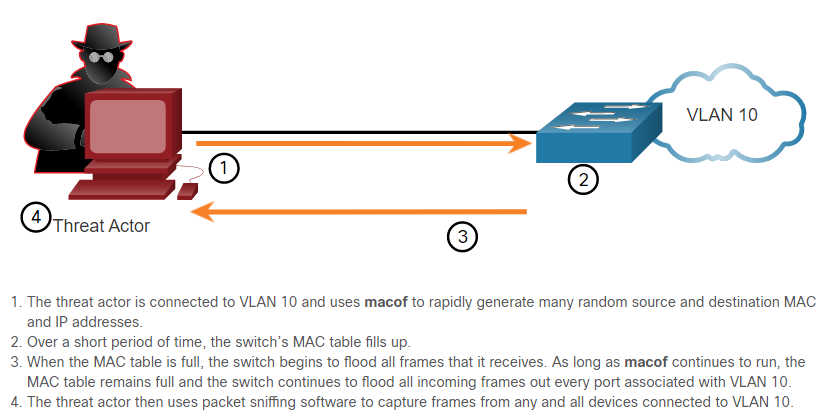 VLAN 10
1
2
4
Threat Actor
3
1. The threat actor is connected to VLAN 10 and uses macof to rapidly generate many random source and destination MAC
and IP addresses.
2. Over a short period of time, the switch's MAC table fills up.
3. When the MAC table is full, the switch begins to flood all frames that it receives. As long as macof continues to run, the
MAC table remains full and the switch continues to flood all incoming frames out every port associated with VLAN 10.
4. The threat actor then uses packet sniffing software to capture frames from any and all devices connected to VLAN 10.